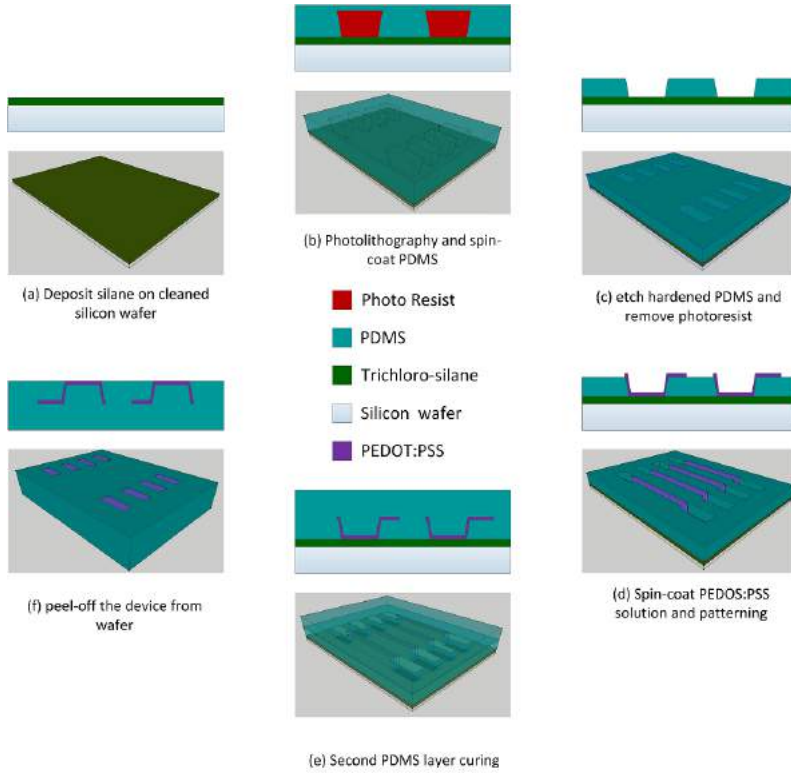 (a) Deposit silane on cleaned
silicon wafer
(b) Photolithography and spin-
coat PDMS
(c) etch hardened PDMS and
remove photoresist
Photo Resist
PDMS
Trichloro-silane
Silicon wafer
PEDOT:PSS
(d) Spin-coat PEDOS:PSS
solution and patterning
(e) Second PDMS layer curing
(f) peel-off the device from
wafer